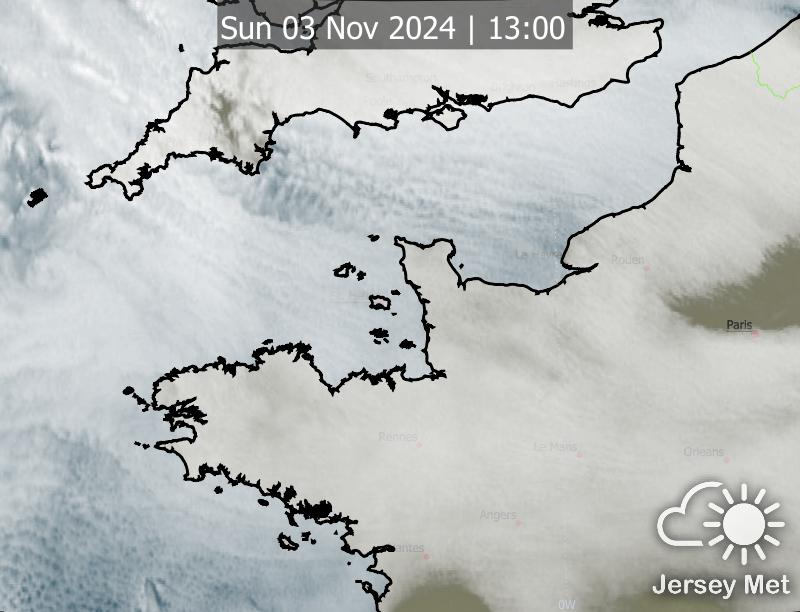 Sun 03 Nov 2024 | 13:00
Southampton
Le Havre
Rouen
Paris
Rennes
Le Mans
Orleans
Angers
Nantes
0W
Jersey Met